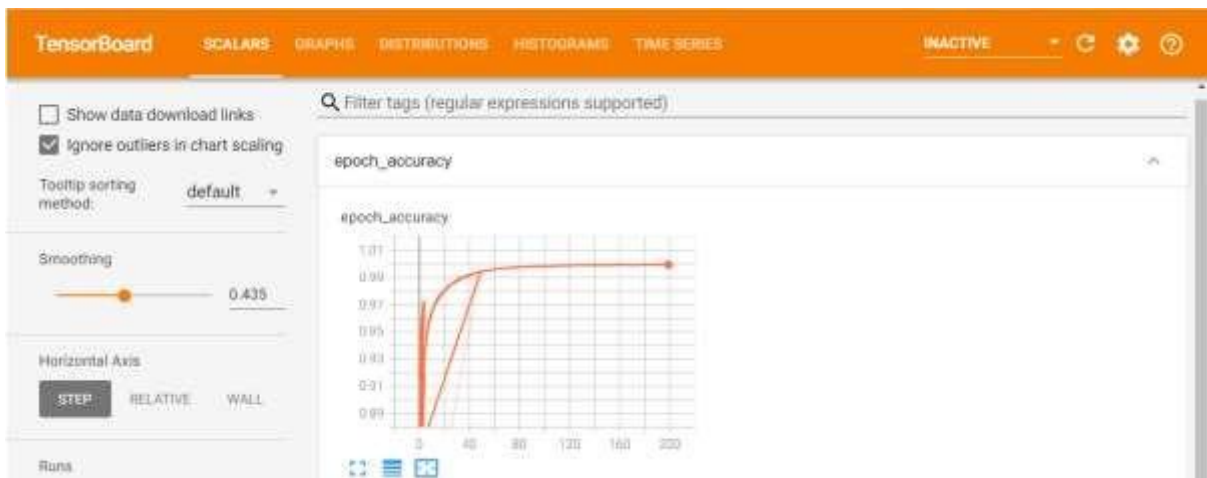 TensorBoard SCALARS GRAPHS DISTRIBUTIONS HISTOGRAMS TIME SERIES INACTIVE
Show data download links
Ignore outliers in chart scaling
Tooltip sorting
method:
default
Smoothing
0.435
Horizontal Axis
STEP RELATIVE WALL
Runs
Filter tags (regular expressions supported)
epoch_accuracy
epoch_accuracy
1.01
0.99
0.97
0.95
0.93
0.91
0.89
0 40 80 120 160 200